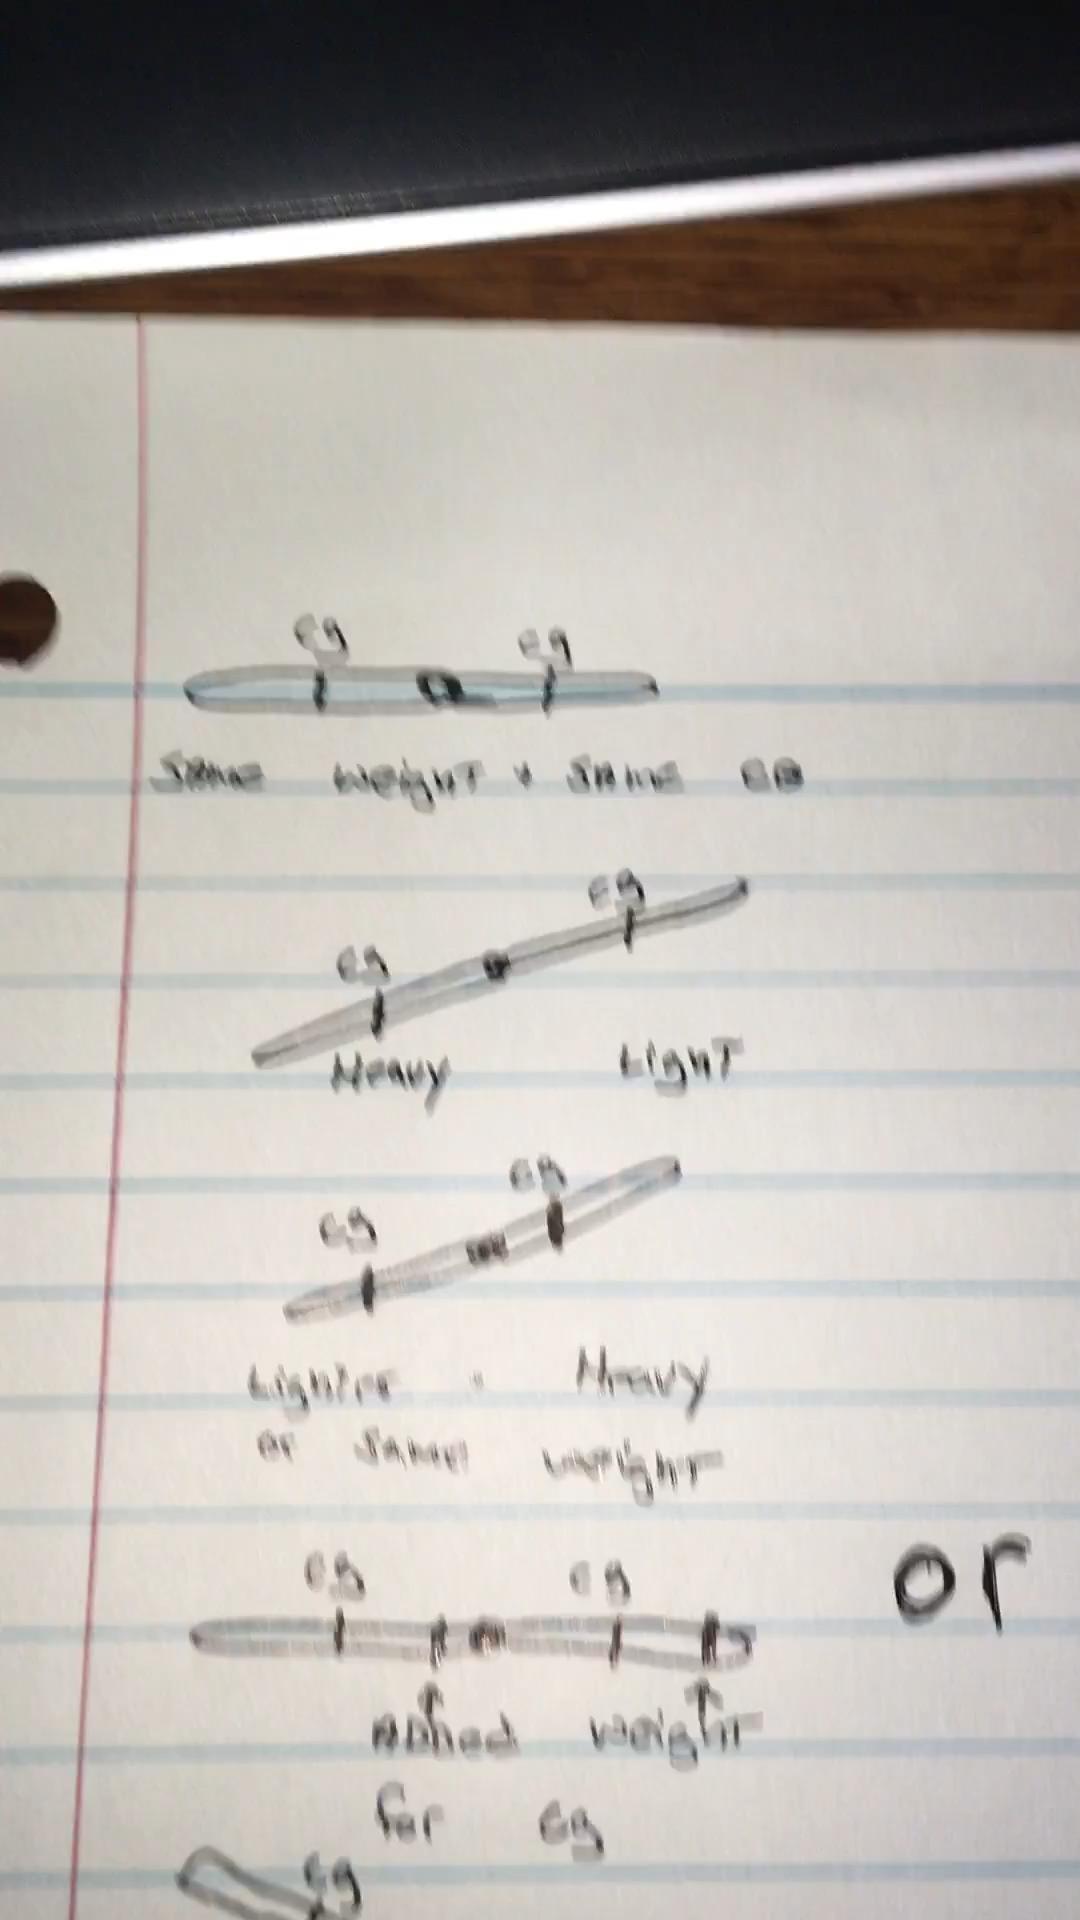 cg cg
Same weight + same CG
cg
cg
Heavy Light
cg
cg
Lighter Heavy
or same weight
cg cg
or
Added weight
for cg
cg